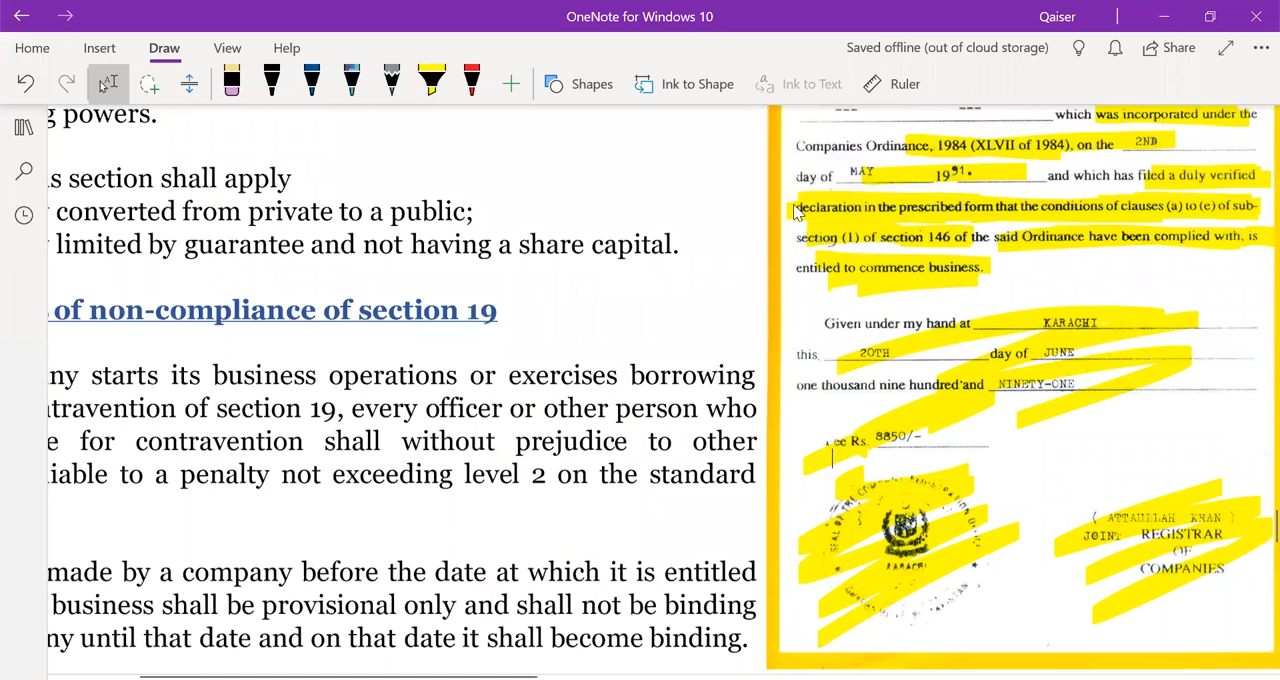 OneNote for Windows 10
Qaiser
Home Insert Draw View Help
Saved offline (out of cloud storage)
Share
Shapes
Ink to Shape
Ink to Text
Ruler
g powers.
s section shall apply
converted from private to a public;
limited by guarantee and not having a share capital.
of non-compliance of section 19
ny starts its business operations or exercises borrowing
travention of section 19, every officer or other person who
e for contravention shall without prejudice to other
iable to a penalty not exceeding level 2 on the standard
made by a company before the date at which it is entitled
business shall be provisional only and shall not be binding
ny until that date and on that date it shall become binding.
which was incorporated under the
Companies Ordinance, 1984 (XLVII of 1984), on the 2ND
day of MAY 1991. and which has filed a duly verified
declaration in the prescribed form that the conditions of clauses (a) to (e) of sub-
section (1) of section 146 of the said Ordinance have been complied with, is
entitled to commence business.
Given under my hand at KARACHI
this 20TH day of JUNE
one thousand nine hundred and NINETY-ONE
Fee Rs. 8850/-
SEAL OF THE COMPANY REGISTRATION
KARACHI
( ATTAULLAH KHAN )
JOINT REGISTRAR
OF
COMPANIES